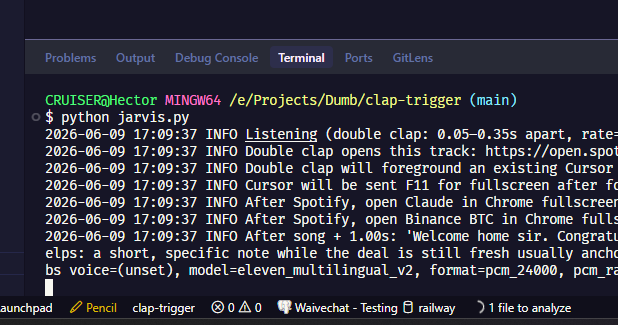 Problems Output Debug Console Terminal Ports GitLens
CRUISER@Hector MINGW64 /e/Projects/Dumb/clap-trigger (main)
$ python jarvis.py
2026-06-09 17:09:37 INFO Listening (double clap: 0.05–0.35s apart, rate=
2026-06-09 17:09:37 INFO Double clap opens this track: https://open.spot
2026-06-09 17:09:37 INFO Double clap will foreground an existing Cursor
2026-06-09 17:09:37 INFO Cursor will be sent F11 for fullscreen after fo
2026-06-09 17:09:37 INFO After Spotify, open Claude in Chrome fullscreen
2026-06-09 17:09:37 INFO After Spotify, open Binance BTC in Chrome fulls
2026-06-09 17:09:37 INFO After song + 1.00s: 'Welcome home sir. Congratu
elps: a short, specific note while the deal is still fresh usually ancho
bs voice=(unset), model=eleven_multilingual_v2, format=pcm_24000, pcm_ra
aunchpad Pencil clap-trigger 0 0 Waivechat - Testing railway 1 file to analyze